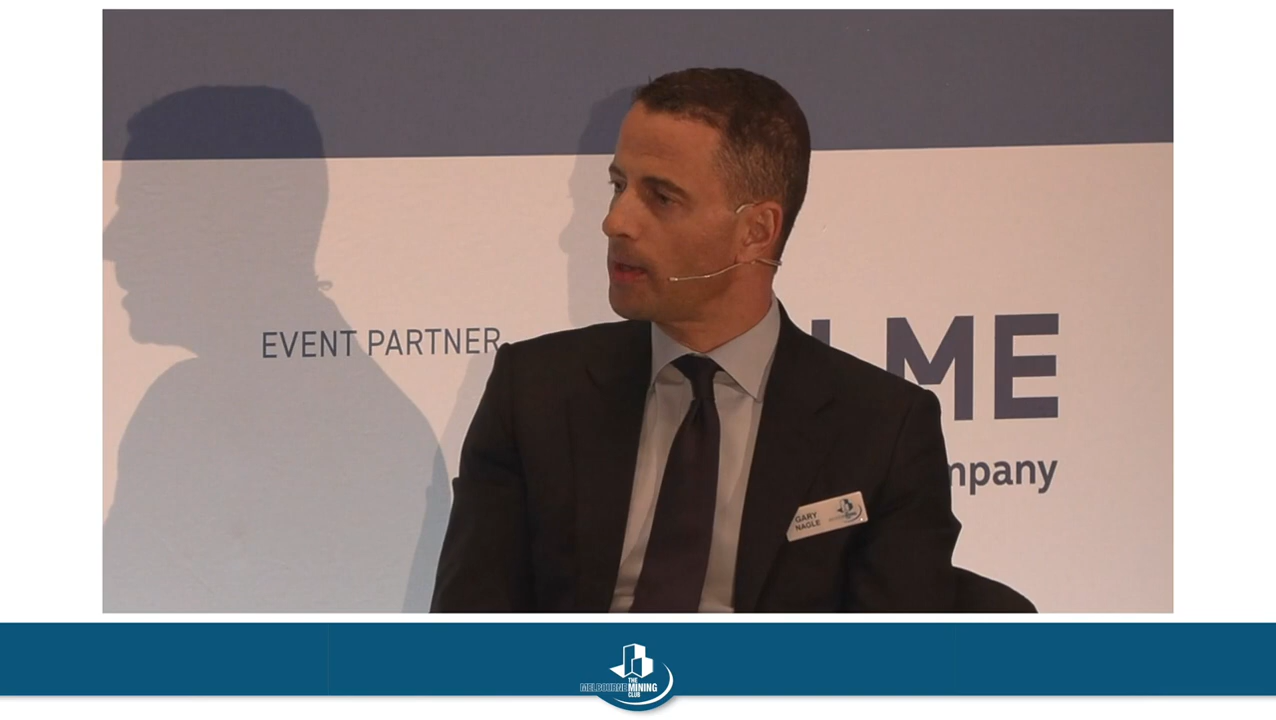 EVENT PARTNER
LME
mpany
GARY
NAGLE
THE
MELBOURNE MINING
CLUB